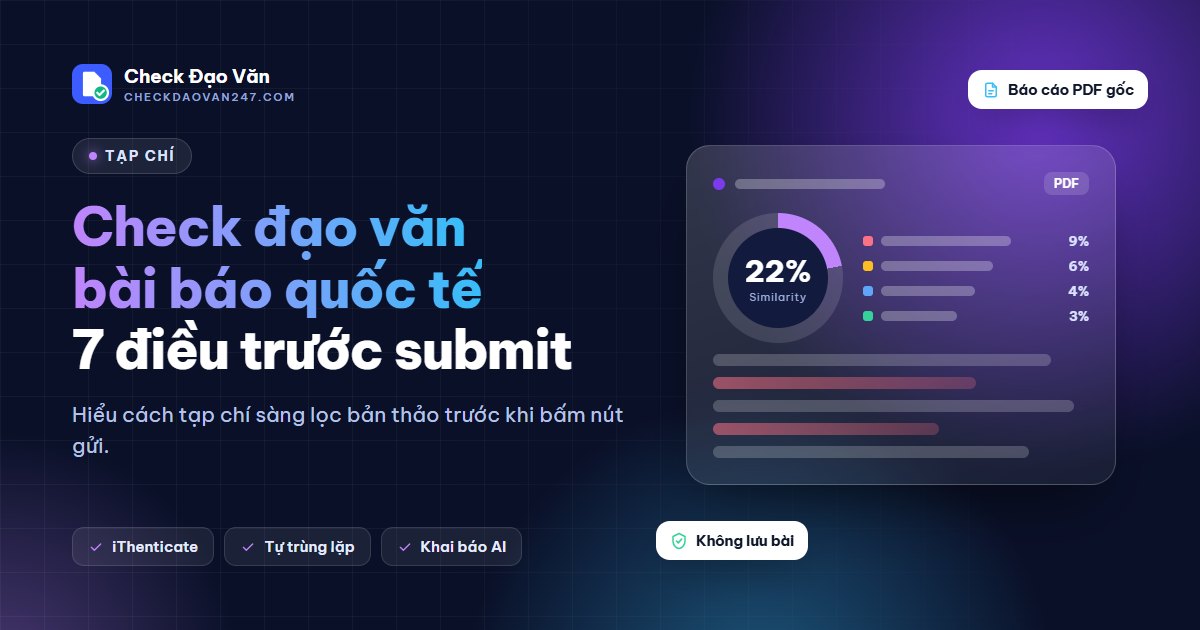 Check Đạo Văn
CHECKDAOVAN247.COM
Báo cáo PDF gốc
TẠP CHÍ
Check đạo văn
bài báo quốc tế
7 điều trước submit
Hiểu cách tạp chí sàng lọc bản thảo trước khi bấm nút
gửi.
PDF
22%
Similarity
9%
6%
4%
3%
iThenticate
Tự trùng lặp
Khai báo AI
Không lưu bài